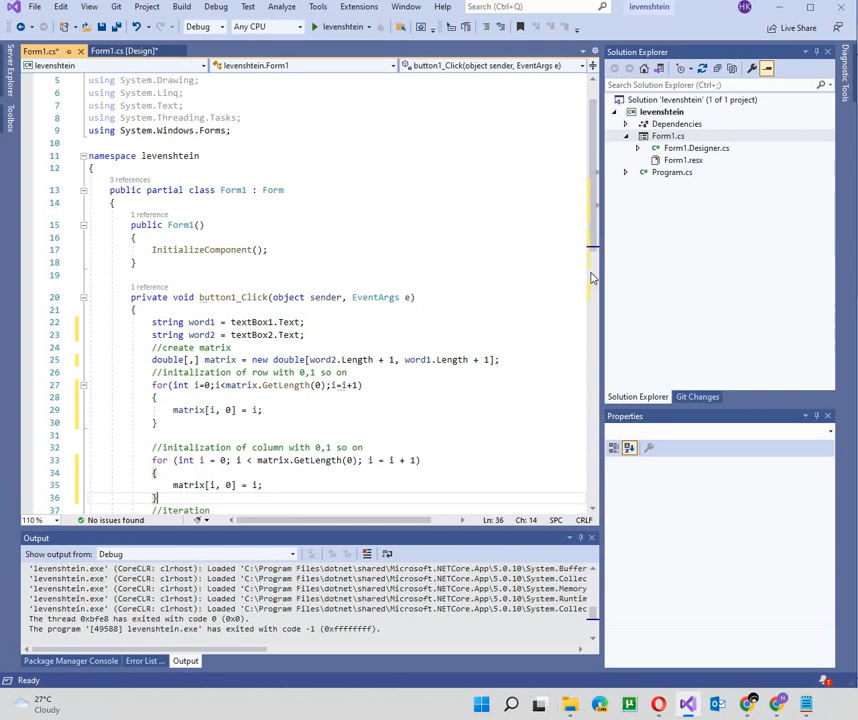 File Edit View Git Project Build Debug Test Analyze Tools Extensions Window Help Search (Ctrl+Q) levenshtein HK
Debug Any CPU levenshtein Live Share
Form1.cs* Form1.cs [Design]*
levenshtein levenshtein.Form1 button1_Click(object sender, EventArgs e)
Server Explorer
Toolbox
5 using System.Drawing;
6 using System.Linq;
7 using System.Text;
8 using System.Threading.Tasks;
9 using System.Windows.Forms;
10
11 namespace levenshtein
12 {
3 references
13 public partial class Form1 : Form
14 {
1 reference
15 public Form1()
16 {
17 InitializeComponent();
18 }
19
1 reference
20 private void button1_Click(object sender, EventArgs e)
21 {
22 string word1 = textBox1.Text;
23 string word2 = textBox2.Text;
24 //create matrix
25 double[,] matrix = new double[word2.Length + 1, word1.Length + 1];
26 //initalization of row with 0,1 so on
27 for(int i=0;i<matrix.GetLength(0);i=i+1)
28 {
29 matrix[i, 0] = i;
30 }
31
32 //initalization of column with 0,1 so on
33 for (int i = 0; i < matrix.GetLength(0); i = i + 1)
34 {
35 matrix[i, 0] = i;
36 }
37 //iteration
110 % No issues found Ln: 36 Ch: 14 SPC CRLF
Solution Explorer
Search Solution Explorer (Ctrl+;)
Solution 'levenshtein' (1 of 1 project)
levenshtein
Dependencies
Form1.cs
Form1.Designer.cs
Form1.resx
Program.cs
Solution Explorer Git Changes
Properties
Diagnostic Tools
Output
Show output from: Debug
'levenshtein.exe' (CoreCLR: clrhost): Loaded 'C:\Program Files\dotnet\shared\Microsoft.NETCore.App\5.0.10\System.Buffer
'levenshtein.exe' (CoreCLR: clrhost): Loaded 'C:\Program Files\dotnet\shared\Microsoft.NETCore.App\5.0.10\System.Collec
'levenshtein.exe' (CoreCLR: clrhost): Loaded 'C:\Program Files\dotnet\shared\Microsoft.NETCore.App\5.0.10\System.Memory
'levenshtein.exe' (CoreCLR: clrhost): Loaded 'C:\Program Files\dotnet\shared\Microsoft.NETCore.App\5.0.10\System.Runtim
'levenshtein.exe' (CoreCLR: clrhost): Loaded 'C:\Program Files\dotnet\shared\Microsoft.NETCore.App\5.0.10\System.Collec
The thread 0xbfe8 has exited with code 0 (0x0).
The program '[49588] levenshtein.exe' has exited with code -1 (0xffffffff).
Package Manager Console Error List ... Output
Ready 1
27°C
Cloudy